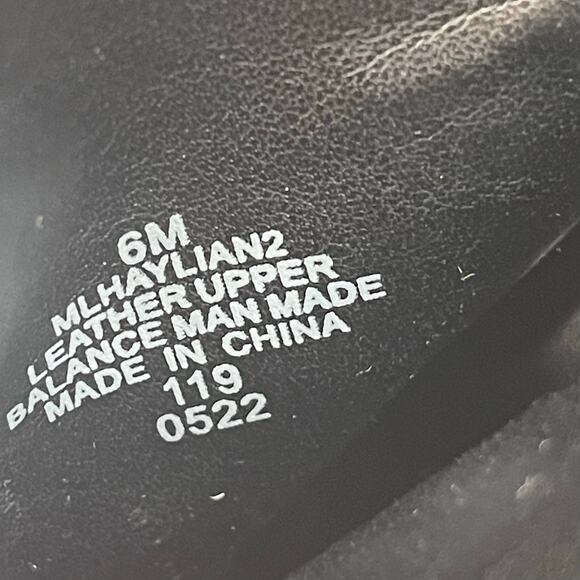 6M
MLHAYLIAN2
LEATHER UPPER
BALANCE MAN MADE
MADE IN CHINA
119
0522